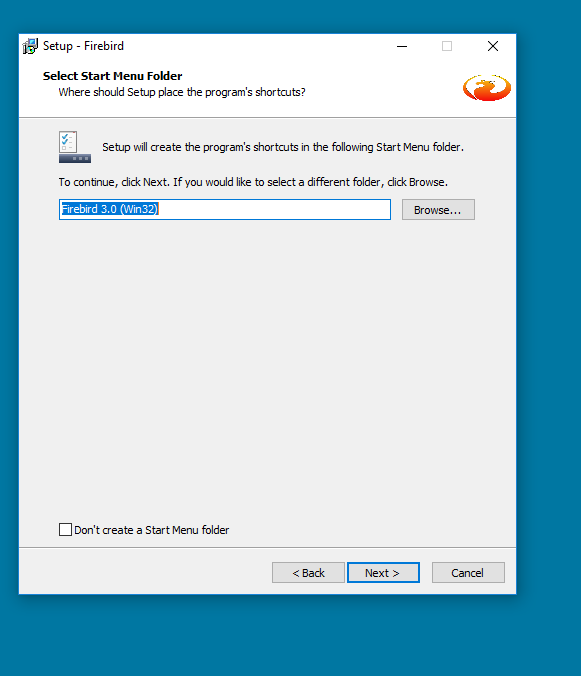 Setup - Firebird
Select Start Menu Folder
Where should Setup place the program's shortcuts?
Setup will create the program's shortcuts in the following Start Menu folder.
To continue, click Next. If you would like to select a different folder, click Browse.
Firebird 3.0 (Win32)
Browse...
Don't create a Start Menu folder
< Back
Next >
Cancel